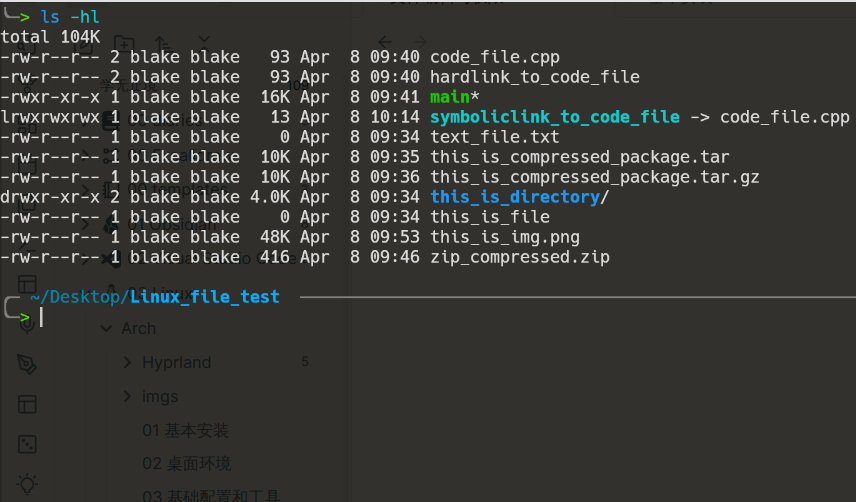 ls -hl
total 104K
-rw-r--r-- 2 blake blake   93 Apr  8 09:40 code_file.cpp
-rw-r--r-- 2 blake blake   93 Apr  8 09:40 hardlink_to_code_file
-rwxr-xr-x 1 blake blake  16K Apr  8 09:41 main*
lrwxrwxrwx 1 blake blake   13 Apr  8 10:14 symboliclink_to_code_file -> code_file.cpp
-rw-r--r-- 1 blake blake    0 Apr  8 09:34 text_file.txt
-rw-r--r-- 1 blake blake  10K Apr  8 09:35 this_is_compressed_package.tar
-rw-r--r-- 1 blake blake  10K Apr  8 09:36 this_is_compressed_package.tar.gz
drwxr-xr-x 2 blake blake 4.0K Apr  8 09:34 this_is_directory/
-rw-r--r-- 1 blake blake    0 Apr  8 09:34 this_is_file
-rw-r--r-- 1 blake blake  48K Apr  8 09:53 this_is_img.png
-rw-r--r-- 1 blake blake  416 Apr  8 09:46 zip_compressed.zip
~/Desktop/Linux_file_test
>
Arch
Hyprland 5
imgs
01 基本安装
02 桌面环境
03 基础配置和工具